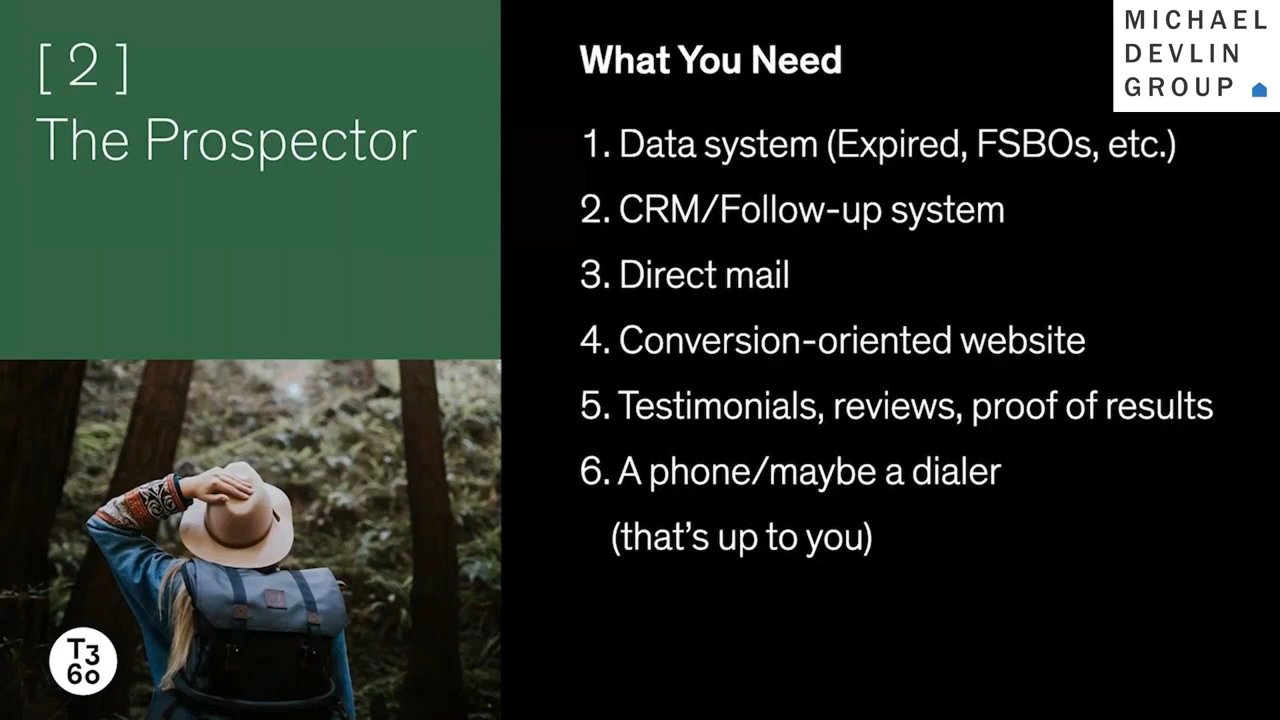 [ 2 ]
The Prospector
What You Need
1. Data system (Expired, FSBOs, etc.)
2. CRM/Follow-up system
3. Direct mail
4. Conversion-oriented website
5. Testimonials, reviews, proof of results
6. A phone/maybe a dialer
(that’s up to you)
MICHAEL
DEVLIN
GROUP
T3
60